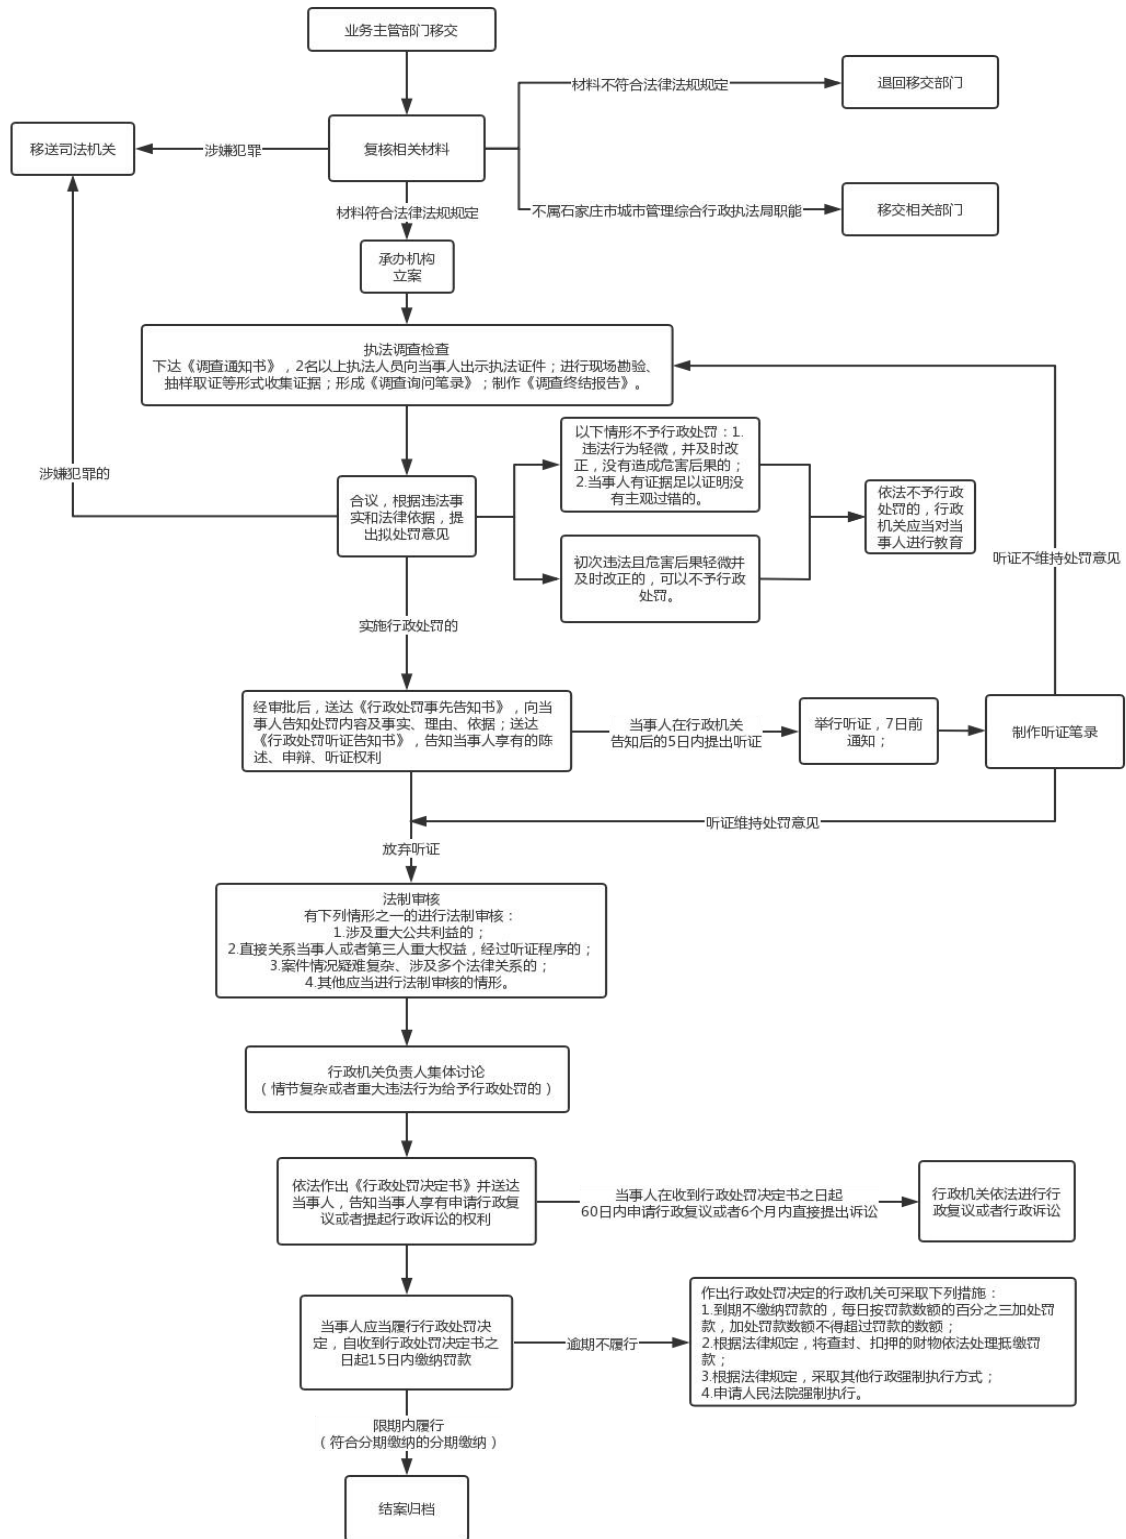 业务主管部门移交
材料不符合法律法规规定
退回移交部门
移送司法机关
涉嫌犯罪
复核相关材料
材料符合法律法规规定
不属石家庄市城市管理综合行政执法局职能
移交相关部门
承办机构
立案
执法调查检查
下达《调查通知书》，2名以上执法人员向当事人出示执法证件；进行现场勘验、
抽样取证等形式收集证据；形成《调查询问笔录》；制作《调查终结报告》。
涉嫌犯罪的
合议，根据违法事
实和法律依据，提
出拟处罚意见
以下情形不予行政处罚：1.
违法行为轻微，并及时改
正，没有造成危害后果的；
2.当事人有证据足以证明没
有主观过错的。
初次违法且危害后果轻微并
及时改正的，可以不予行政
处罚。
依法不予行政
处罚的，行政
机关应当对当
事人进行教育
听证不维持处罚意见
实施行政处罚的
经审批后，送达《行政处罚事先告知书》，向当
事人告知处罚内容及事实、理由、依据；送达
《行政处罚听证告知书》，告知当事人享有的陈
述、申辩、听证权利
当事人在行政机关
告知后的5日内提出听证
举行听证，7日前
通知；
制作听证笔录
听证维持处罚意见
放弃听证
法制审核
有下列情形之一的进行法制审核：
1.涉及重大公共利益的；
2.直接关系当事人或者第三人重大权益，经过听证程序的；
3.案件情况疑难复杂、涉及多个法律关系的；
4.其他应当进行法制审核的情形。
行政机关负责人集体讨论
（情节复杂或者重大违法行为给予行政处罚的）
依法作出《行政处罚决定书》并送达
当事人，告知当事人享有申请行政复
议或者提起行政诉讼的权利
当事人在收到行政处罚决定书之日起
60日内申请行政复议或者6个月内直接提出诉讼
行政机关依法进行行
政复议或者行政诉讼
当事人应当履行行政处罚决
定，自收到行政处罚决定书之
日起15日内缴纳罚款
逾期不履行
作出行政处罚决定的行政机关可采取下列措施：
1.到期不缴纳罚款的，每日按罚款数额的百分之三加处罚
款，加处罚款数额不得超过罚款的数额；
2.根据法律规定，将查封、扣押的财物依法处理抵缴罚
款；
3.根据法律规定，采取其他行政强制执行方式；
4.申请人民法院强制执行。
限期内履行
（符合分期缴纳的分期缴纳）
结案归档